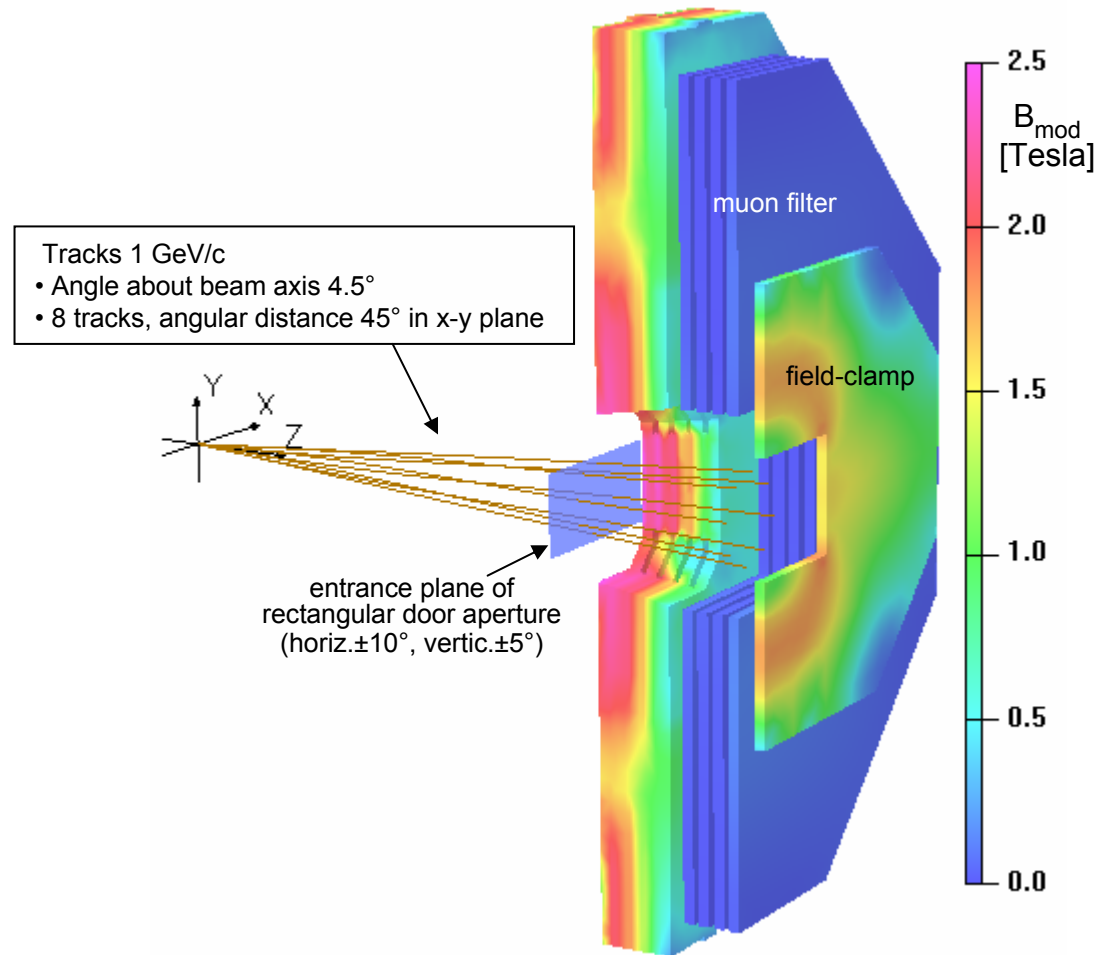 2.5
B_mod
[Tesla]
muon filter
2.0
Tracks 1 GeV/c
• Angle about beam axis 4.5°
• 8 tracks, angular distance 45° in x-y plane
field-clamp
1.5
Y
X
Z
1.0
entrance plane of
rectangular door aperture
(horiz.±10°, vertic.±5°)
0.5
0.0